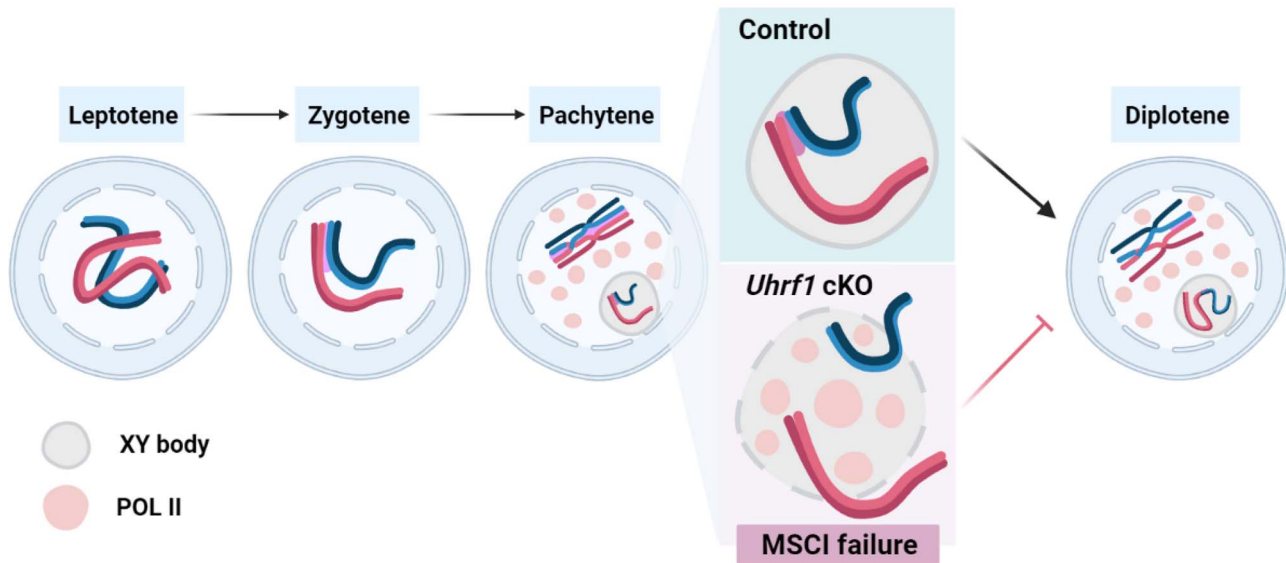 Control
Leptotene
Zygotene
Pachytene
Diplotene
Uhrf1 cKO
XY body
POL II
MSCI failure